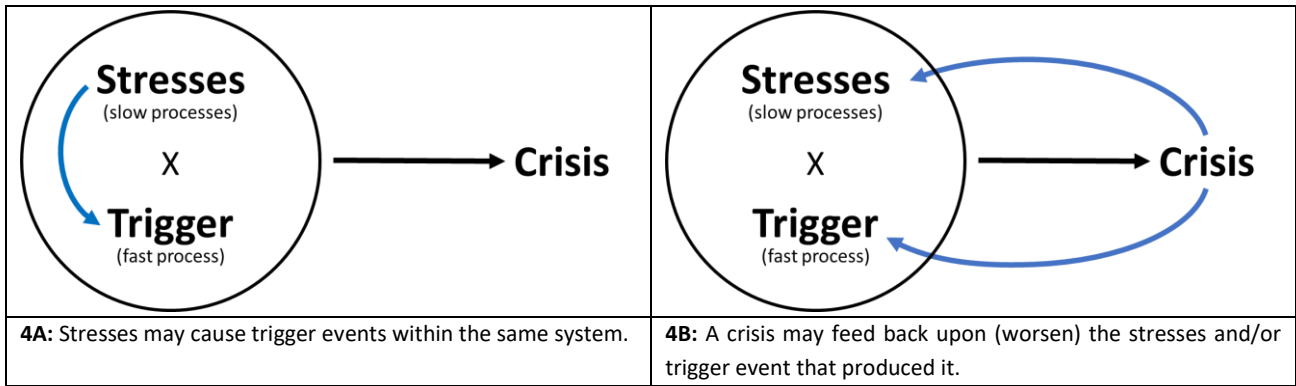 Stresses
(slow processes)
X
Trigger
(fast process)
Crisis
4A: Stresses may cause trigger events within the same system.
Stresses
(slow processes)
X
Trigger
(fast process)
Crisis
4B: A crisis may feed back upon (worsen) the stresses and/or
trigger event that produced it.